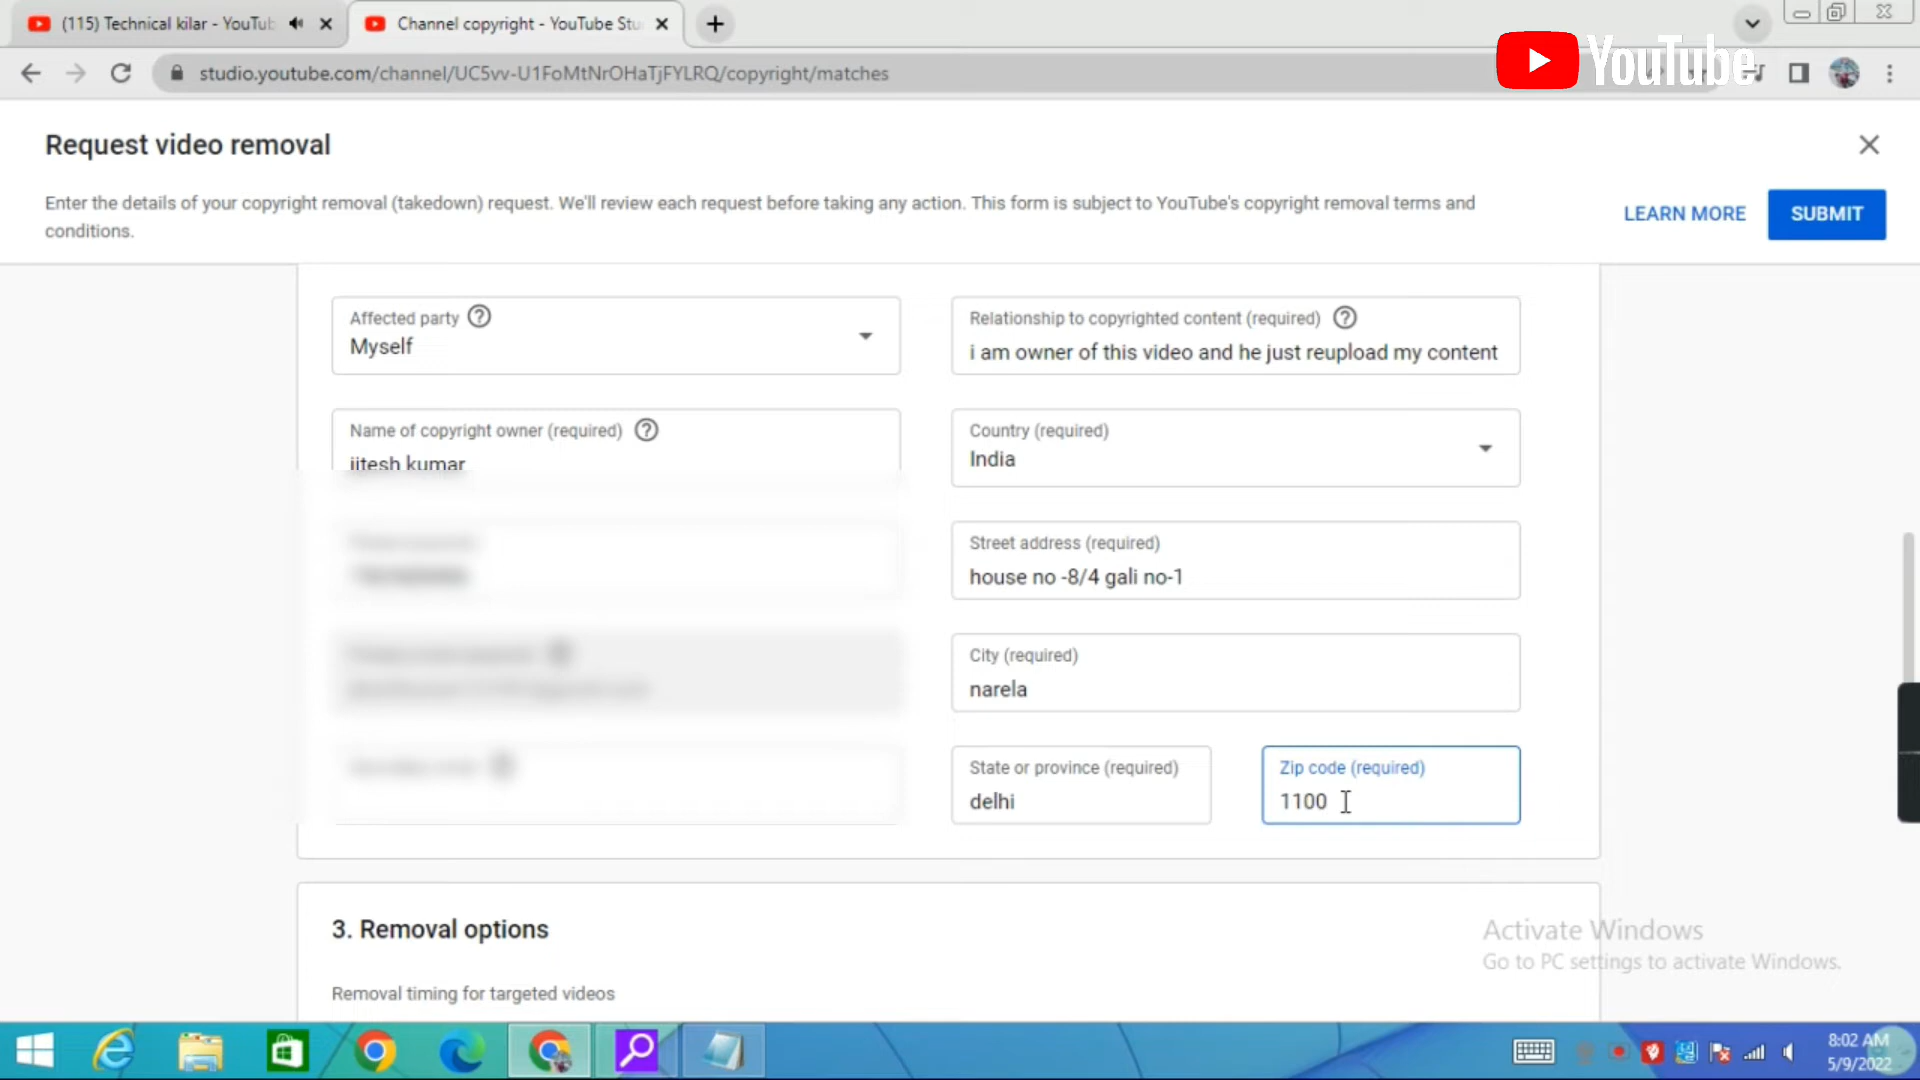 (115) Technical kilar - YouTub
Channel copyright - YouTube Stu
studio.youtube.com/channel/UC5vv-U1FoMtNrOHaTjFYLRQ/copyright/matches
YouTube
Request video removal
Enter the details of your copyright removal (takedown) request. We'll review each request before taking any action. This form is subject to YouTube's copyright removal terms and
conditions.
LEARN MORE
SUBMIT
Affected party
Myself
Relationship to copyrighted content (required)
i am owner of this video and he just reupload my content
Name of copyright owner (required)
jitesh kumar
Country (required)
India
Street address (required)
house no -8/4 gali no-1
City (required)
narela
State or province (required)
delhi
Zip code (required)
1100
3. Removal options
Removal timing for targeted videos
Activate Windows
Go to PC settings to activate Windows.
8:02 AM
5/9/2022